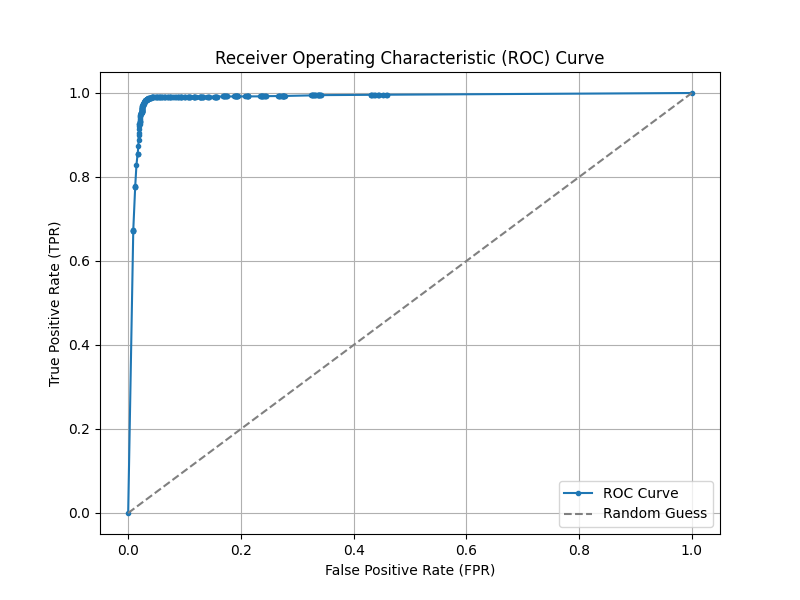 Receiver Operating Characteristic (ROC) Curve
True Positive Rate (TPR)
1.0
0.8
0.6
0.4
0.2
0.0
0.0 0.2 0.4 0.6 0.8 1.0
False Positive Rate (FPR)
ROC Curve
Random Guess